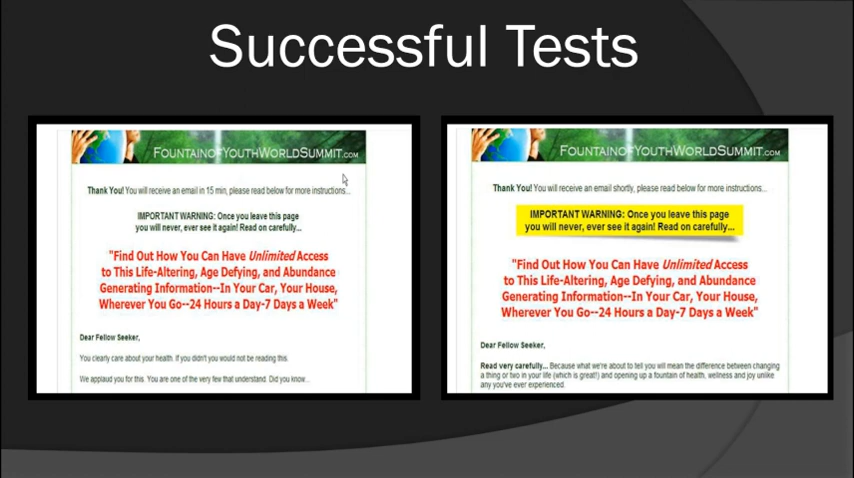 Successful Tests
FOUNTAINOFYOUTHWORLDSUMMIT.COM
Thank You! You will receive an email in 15 min, please read below for more instructions...
IMPORTANT WARNING: Once you leave this page
you will never, ever see it again! Read on carefully...
"Find Out How You Can Have Unlimited Access
to This Life-Altering, Age Defying, and Abundance
Generating Information--In Your Car, Your House,
Wherever You Go--24 Hours a Day-7 Days a Week"
Dear Fellow Seeker,
You clearly care about your health. If you didn't you would not be reading this.
We applaud you for this. You are one of the very few that understand. Did you know...
FOUNTAINOFYOUTHWORLDSUMMIT.COM
Thank You! You will receive an email shortly, please read below for more instructions...
IMPORTANT WARNING: Once you leave this page
you will never, ever see it again! Read on carefully...
"Find Out How You Can Have Unlimited Access
to This Life-Altering, Age Defying, and Abundance
Generating Information--In Your Car, Your House,
Wherever You Go--24 Hours a Day-7 Days a Week"
Dear Fellow Seeker,
Read very carefully... Because what we're about to tell you will mean the difference between changing
a thing or two in your life (which is great!) and opening up a fountain of health, wellness and joy unlike
any you've ever experienced.